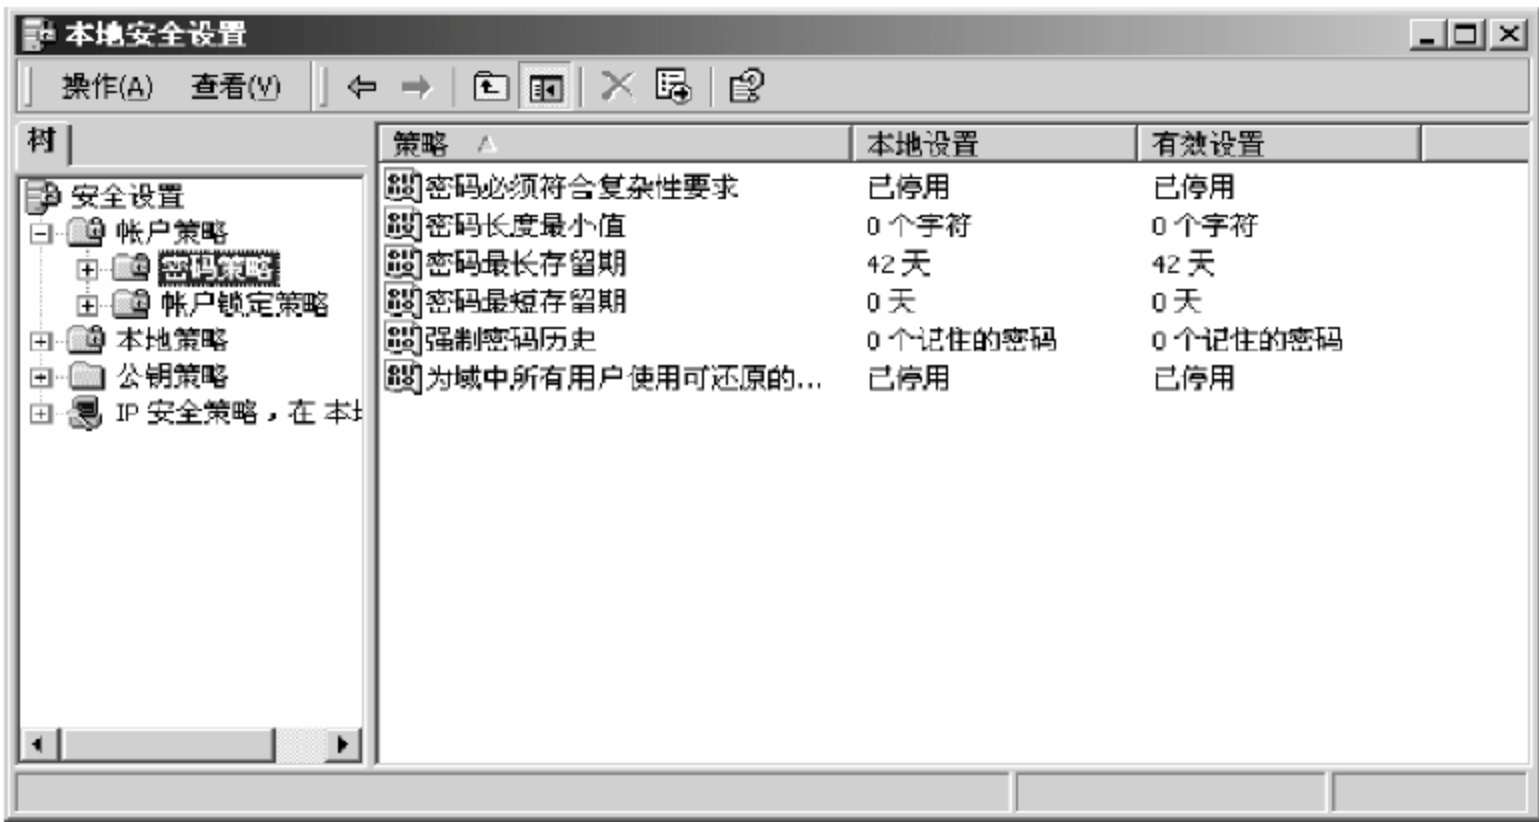 本地安全设置
操作(A) 查看(V)
树
策略 本地设置 有效设置
安全设置
帐户策略
密码策略
帐户锁定策略
本地策略
公钥策略
IP 安全策略，在 本地
密码必须符合复杂性要求 已停用 已停用
密码长度最小值 0 个字符 0 个字符
密码最长存留期 42 天 42 天
密码最短存留期 0 天 0 天
强制密码历史 0 个记住的密码 0 个记住的密码
为域中所有用户使用可还原的... 已停用 已停用